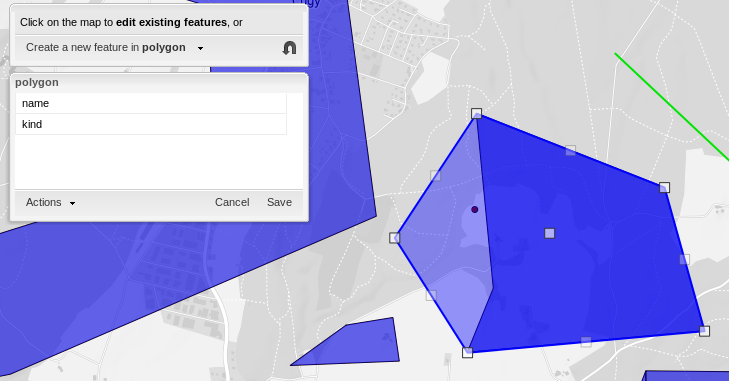 Click on the map to edit existing features, or
Create a new feature in polygon
polygon
name
kind
Actions
Cancel
Save